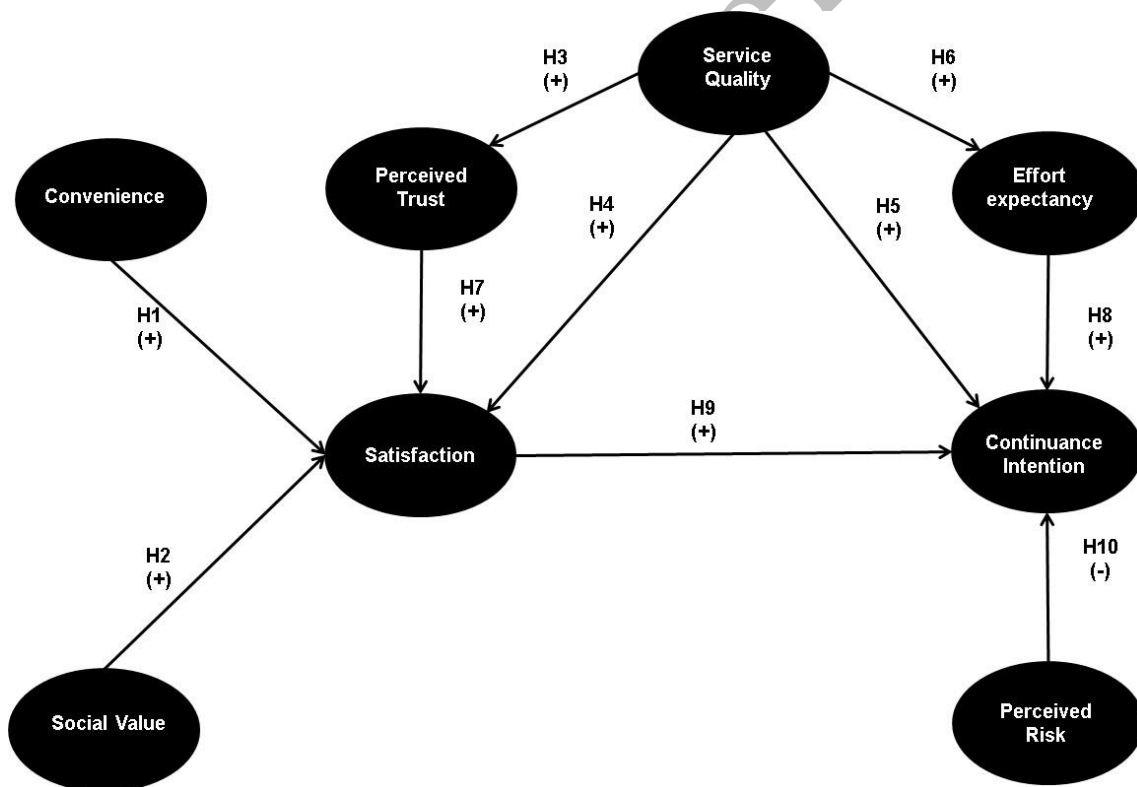 Service
Quality
H3
(+)
H6
(+)
Convenience
Perceived
Trust
Effort
expectancy
H4
(+)
H5
(+)
H7
(+)
H1
(+)
H8
(+)
H9
(+)
Satisfaction
Continuance
Intention
H2
(+)
H10
(-)
Social Value
Perceived
Risk